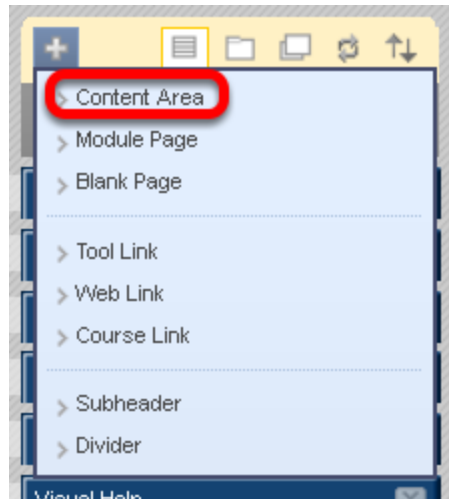 Content Area
Module Page
Blank Page
Tool Link
Web Link
Course Link
Subheader
Divider
Visual Help